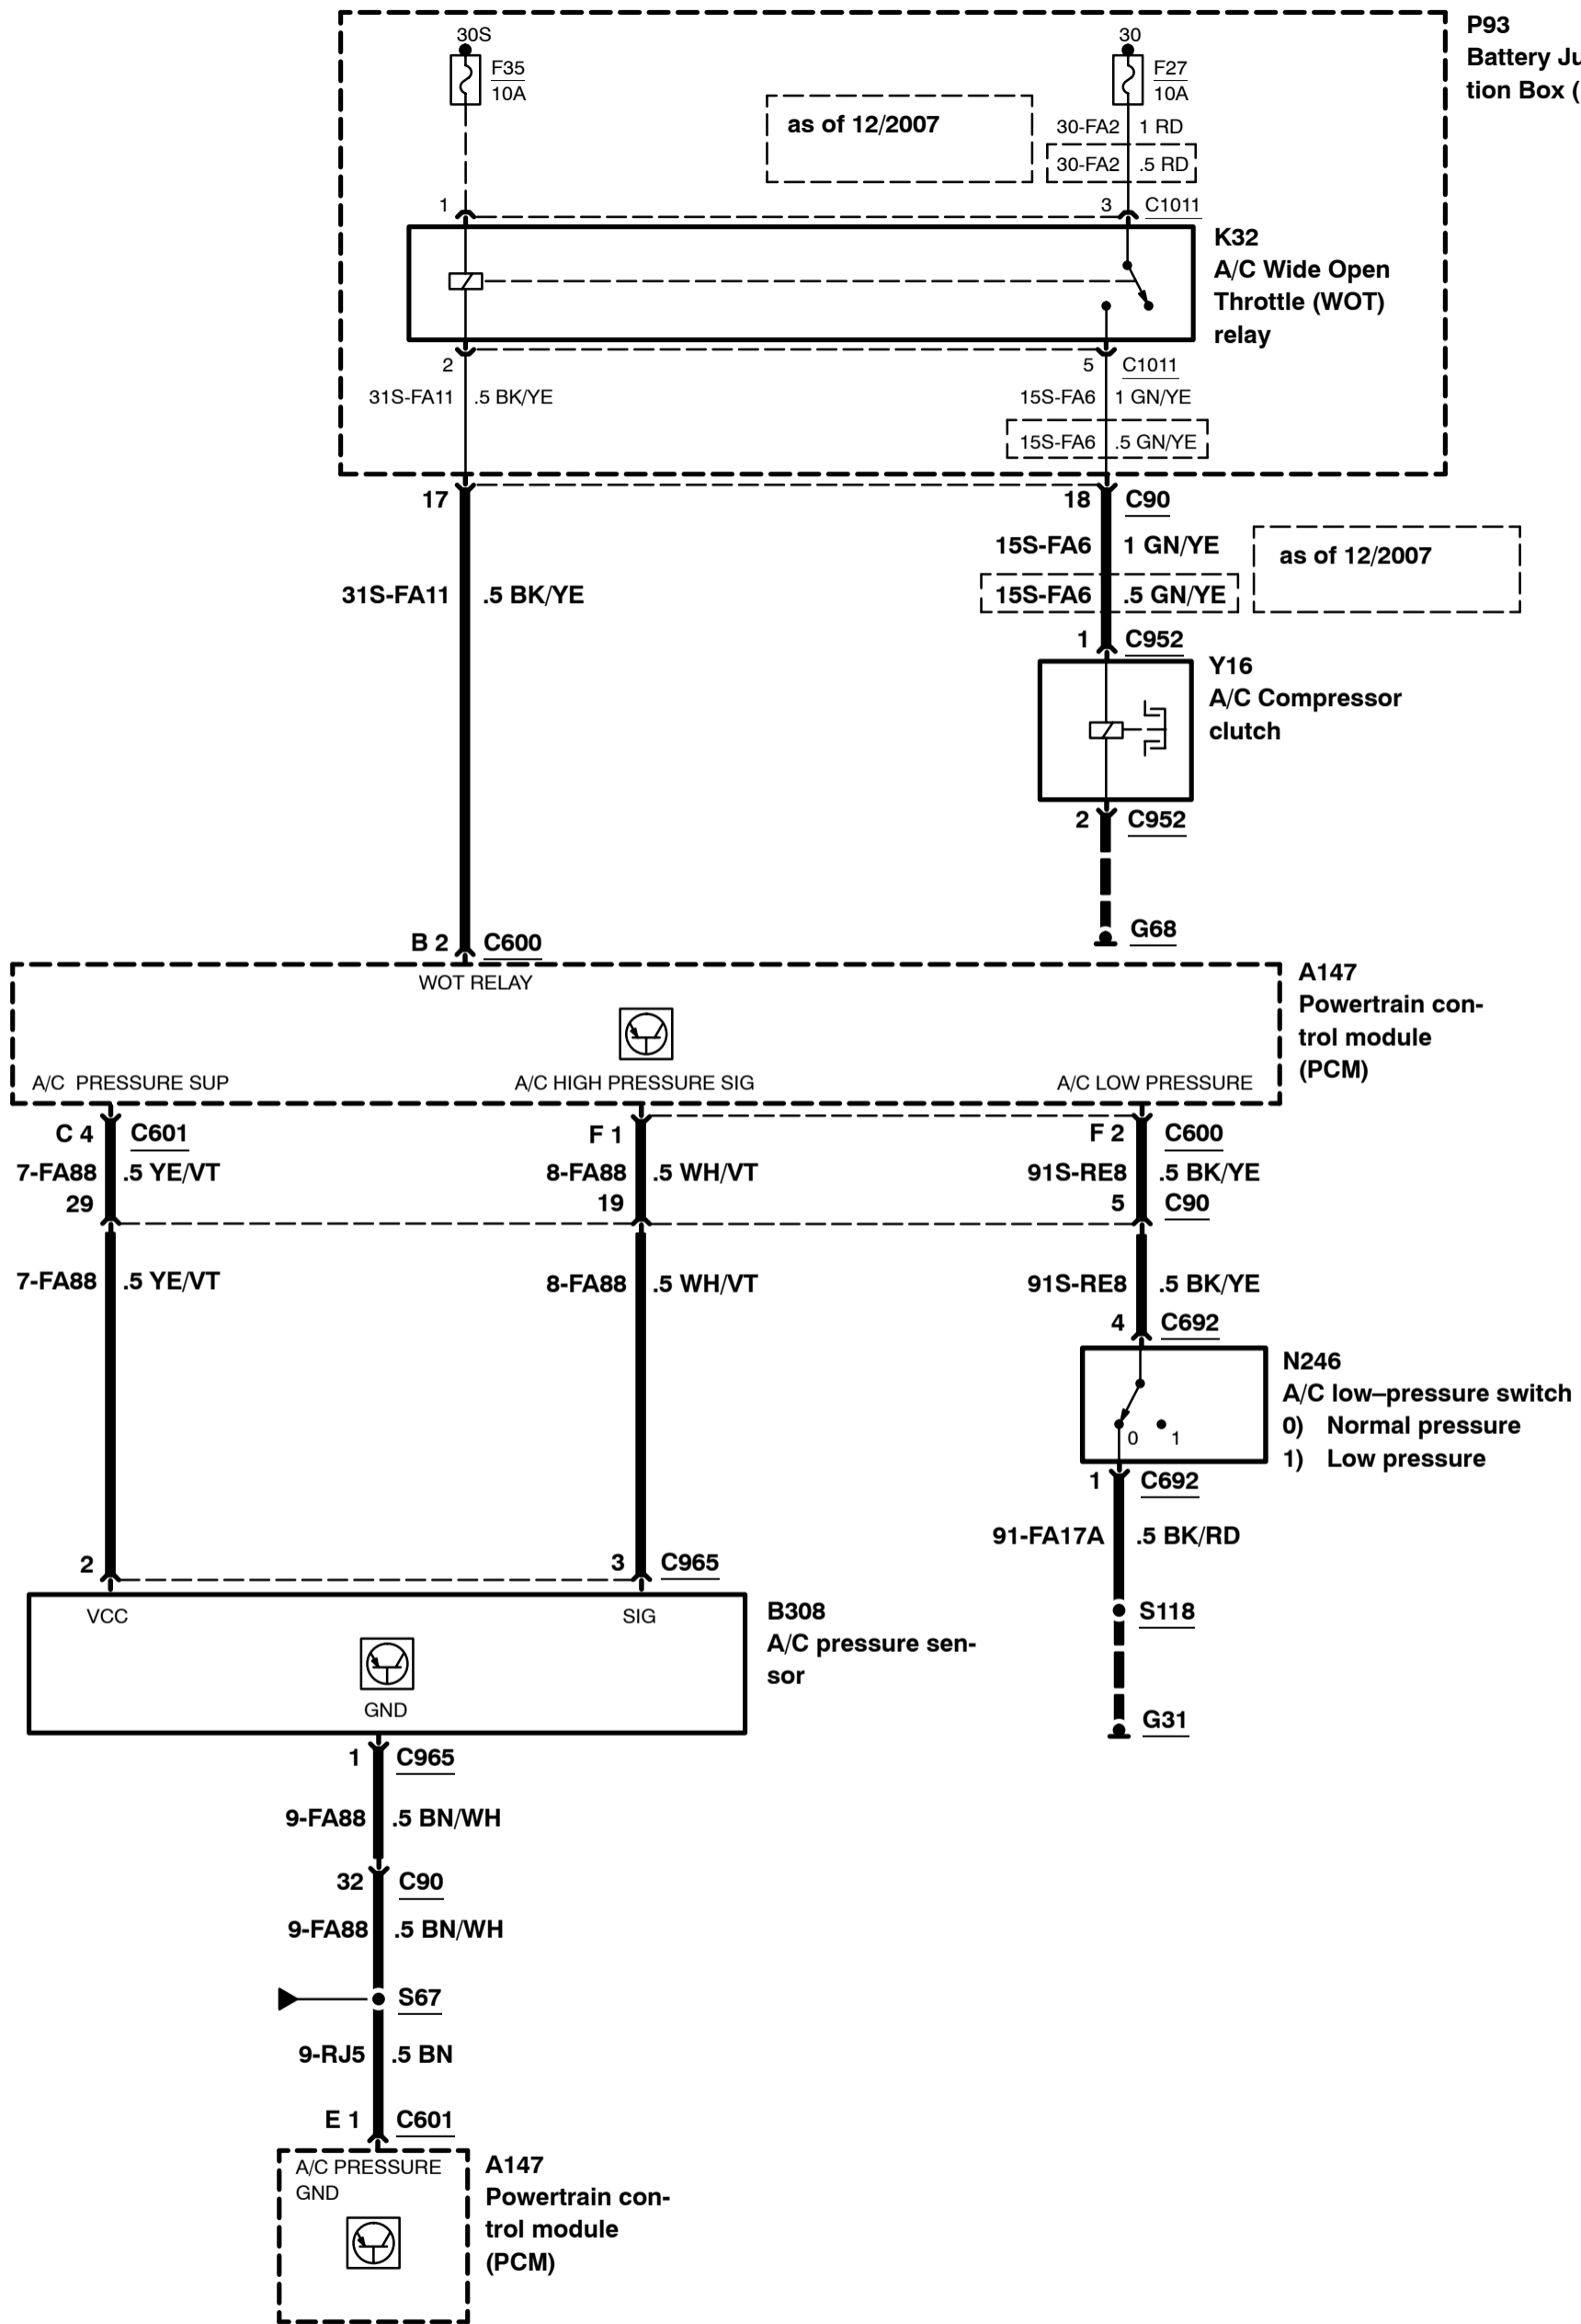 30S
30
P93
F35
F27
Battery Ju
10A
10A
tion Box (
as of 12/2007
30-FA2 1 RD
30-FA2 .5 RD
1
3 C1011
K32
A/C Wide Open
Throttle (WOT)
relay
2
5 C1011
31S-FA11 .5 BK/YE
15S-FA6 1 GN/YE
15S-FA6 .5 GN/YE
17
18 C90
15S-FA6 1 GN/YE
as of 12/2007
31S-FA11 .5 BK/YE
15S-FA6 .5 GN/YE
1 C952
Y16
A/C Compressor
clutch
2 C952
G68
B 2 C600
WOT RELAY
A147
Powertrain con-
trol module
(PCM)
A/C PRESSURE SUP
A/C HIGH PRESSURE SIG
A/C LOW PRESSURE
C 4 C601
F 1
F 2 C600
7-FA88 .5 YE/VT
8-FA88 .5 WH/VT
91S-RE8 .5 BK/YE
29
19
5 C90
7-FA88 .5 YE/VT
8-FA88 .5 WH/VT
91S-RE8 .5 BK/YE
4 C692
N246
A/C low–pressure switch
0) Normal pressure
0 1
1) Low pressure
1 C692
91-FA17A .5 BK/RD
2
3 C965
VCC
SIG
GND
B308
A/C pressure sen-
sor
S118
G31
1 C965
9-FA88 .5 BN/WH
32 C90
9-FA88 .5 BN/WH
S67
9-RJ5 .5 BN
E 1 C601
A/C PRESSURE
GND
A147
Powertrain con-
trol module
(PCM)